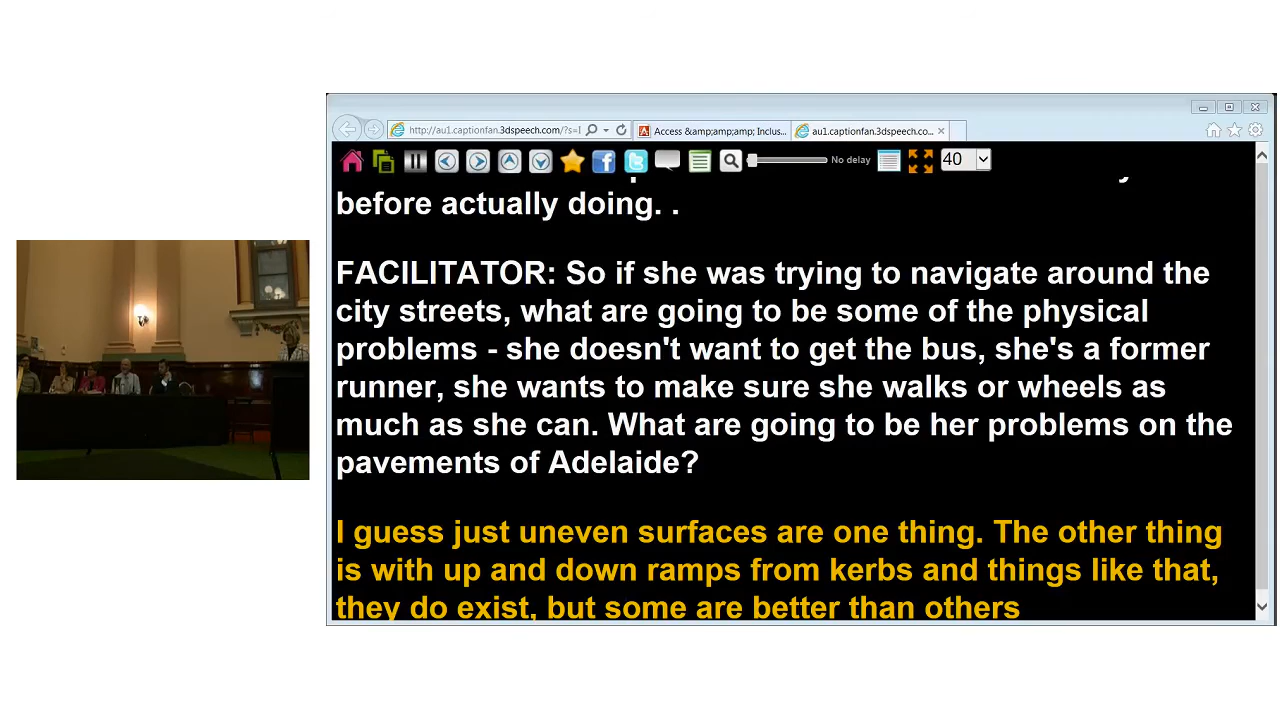 http://au1.captionfan.3dspeech.com/?s=I
Access &amp;amp;amp; Inclus...
au1.captionfan.3dspeech.co...
No delay
40
before actually doing. .
FACILITATOR: So if she was trying to navigate around the
city streets, what are going to be some of the physical
problems - she doesn't want to get the bus, she's a former
runner, she wants to make sure she walks or wheels as
much as she can. What are going to be her problems on the
pavements of Adelaide?
I guess just uneven surfaces are one thing. The other thing
is with up and down ramps from kerbs and things like that,
they do exist, but some are better than others